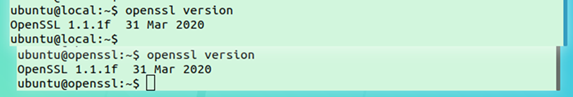 ubuntu@local:~$ openssl version
OpenSSL 1.1.1f  31 Mar 2020
ubuntu@local:~$
ubuntu@openssl:~$ openssl version
OpenSSL 1.1.1f  31 Mar 2020
ubuntu@openssl:~$